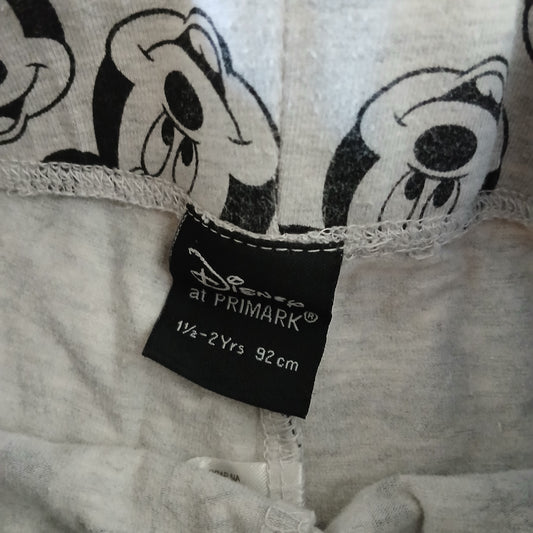 Disney
at PRIMARK®
1½-2Yrs 92cm